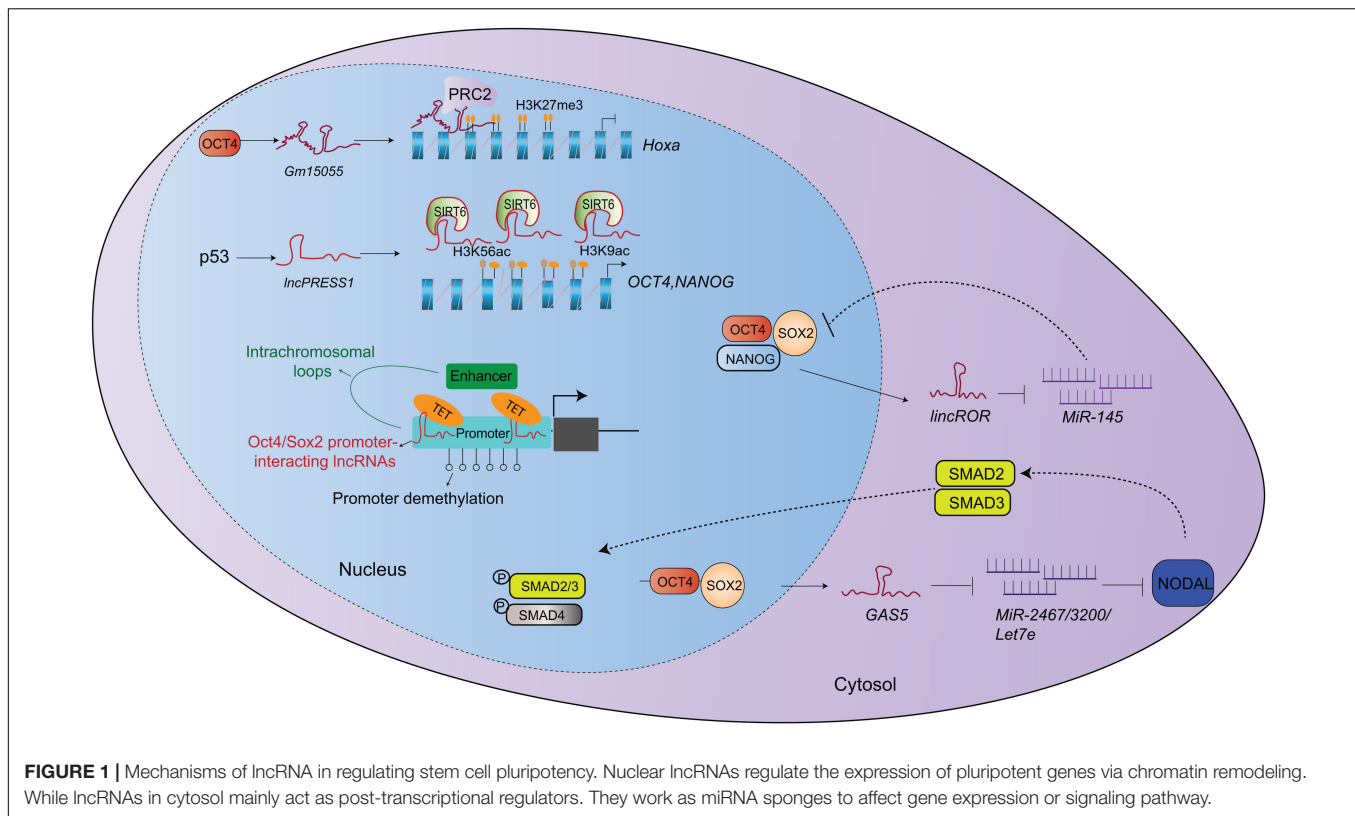 PRC2
H3K27me3
OCT4
Gm15055
Hoxa
SIRT6
SIRT6
SIRT6
H3K56ac
H3K9ac
p53
lncPRESS1
OCT4,NANOG
OCT4
SOX2
NANOG
Intrachromosomal
loops
Enhancer
TET
TET
Promoter
Oct4/Sox2 promoter-
interacting lncRNAs
Promoter demethylation
lincROR
MiR-145
SMAD2
SMAD3
Nucleus
P
SMAD2/3
P
SMAD4
OCT4
SOX2
GAS5
MiR-2467/3200/
Let7e
NODAL
Cytosol
FIGURE 1 | Mechanisms of lncRNA in regulating stem cell pluripotency. Nuclear lncRNAs regulate the expression of pluripotent genes via chromatin remodeling.
While lncRNAs in cytosol mainly act as post-transcriptional regulators. They work as miRNA sponges to affect gene expression or signaling pathway.